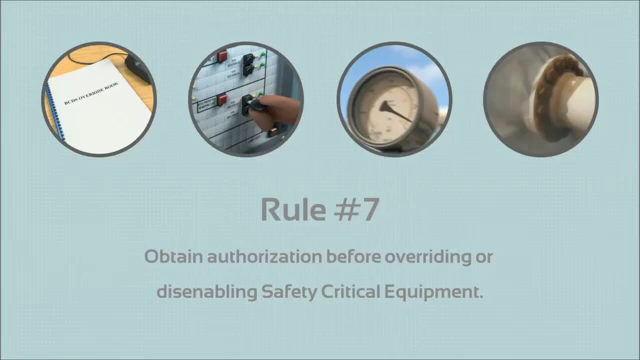 Rule #7
Obtain authorization before overriding or
disenabling Safety Critical Equipment.